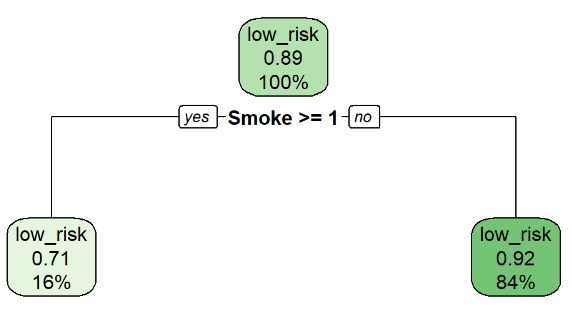 low_risk
0.89
100%
yes Smoke >= 1 no
low_risk
0.71
16%
low_risk
0.92
84%